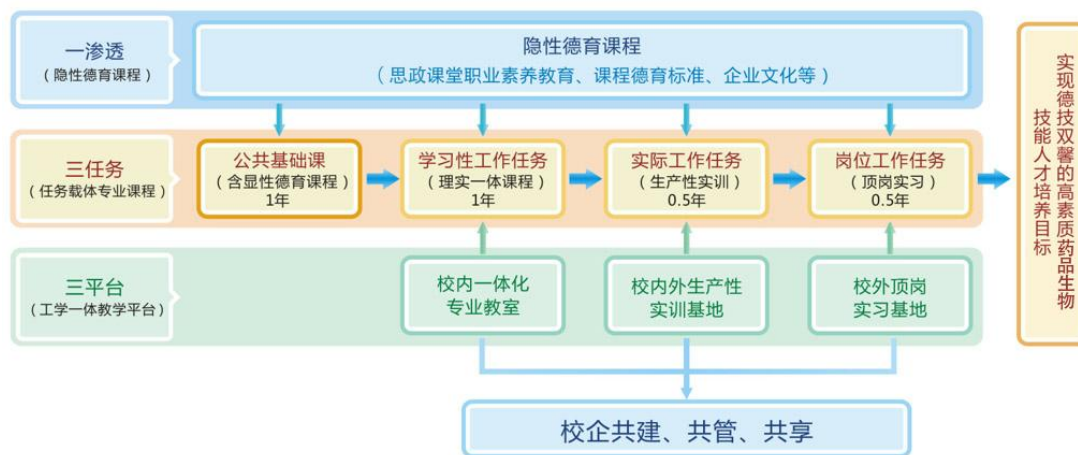 一渗透
（隐性德育课程）
隐性德育课程
（思政课堂职业素养教育、课程德育标准、企业文化等）
三任务
（任务载体专业课程）
公共基础课
（含显性德育课程）
1年
学习性工作任务
（理实一体课程）
1年
实际工作任务
（生产性实训）
0.5年
岗位工作任务
（顶岗实习）
0.5年
三平台
（工学一体教学平台）
校内一体化
专业教室
校内外生产性
实训基地
校外顶岗
实习基地
校企共建、共管、共享
实现德技双馨的高素质药品生物
技能人才培养目标